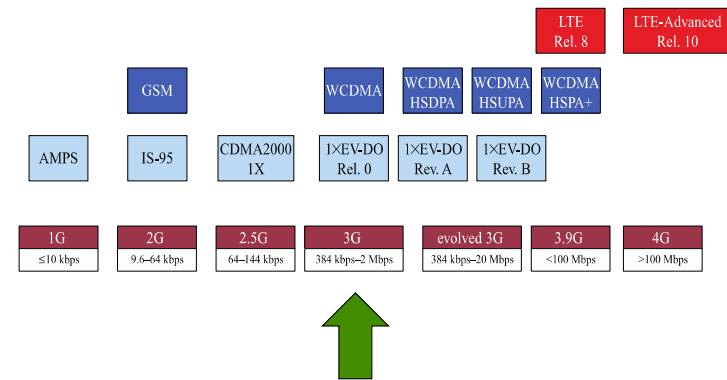 LTE
Rel. 8
LTE-Advanced
Rel. 10
GSM
WCDMA
WCDMA
HSDPA
WCDMA
HSUPA
WCDMA
HSPA+
AMPS
IS-95
CDMA2000
1X
1×EV-DO
Rel. 0
1×EV-DO
Rev. A
1×EV-DO
Rev. B
1G
≤10 kbps
2G
9.6–64 kbps
2.5G
64–144 kbps
3G
384 kbps–2 Mbps
evolved 3G
384 kbps–20 Mbps
3.9G
<100 Mbps
4G
>100 Mbps